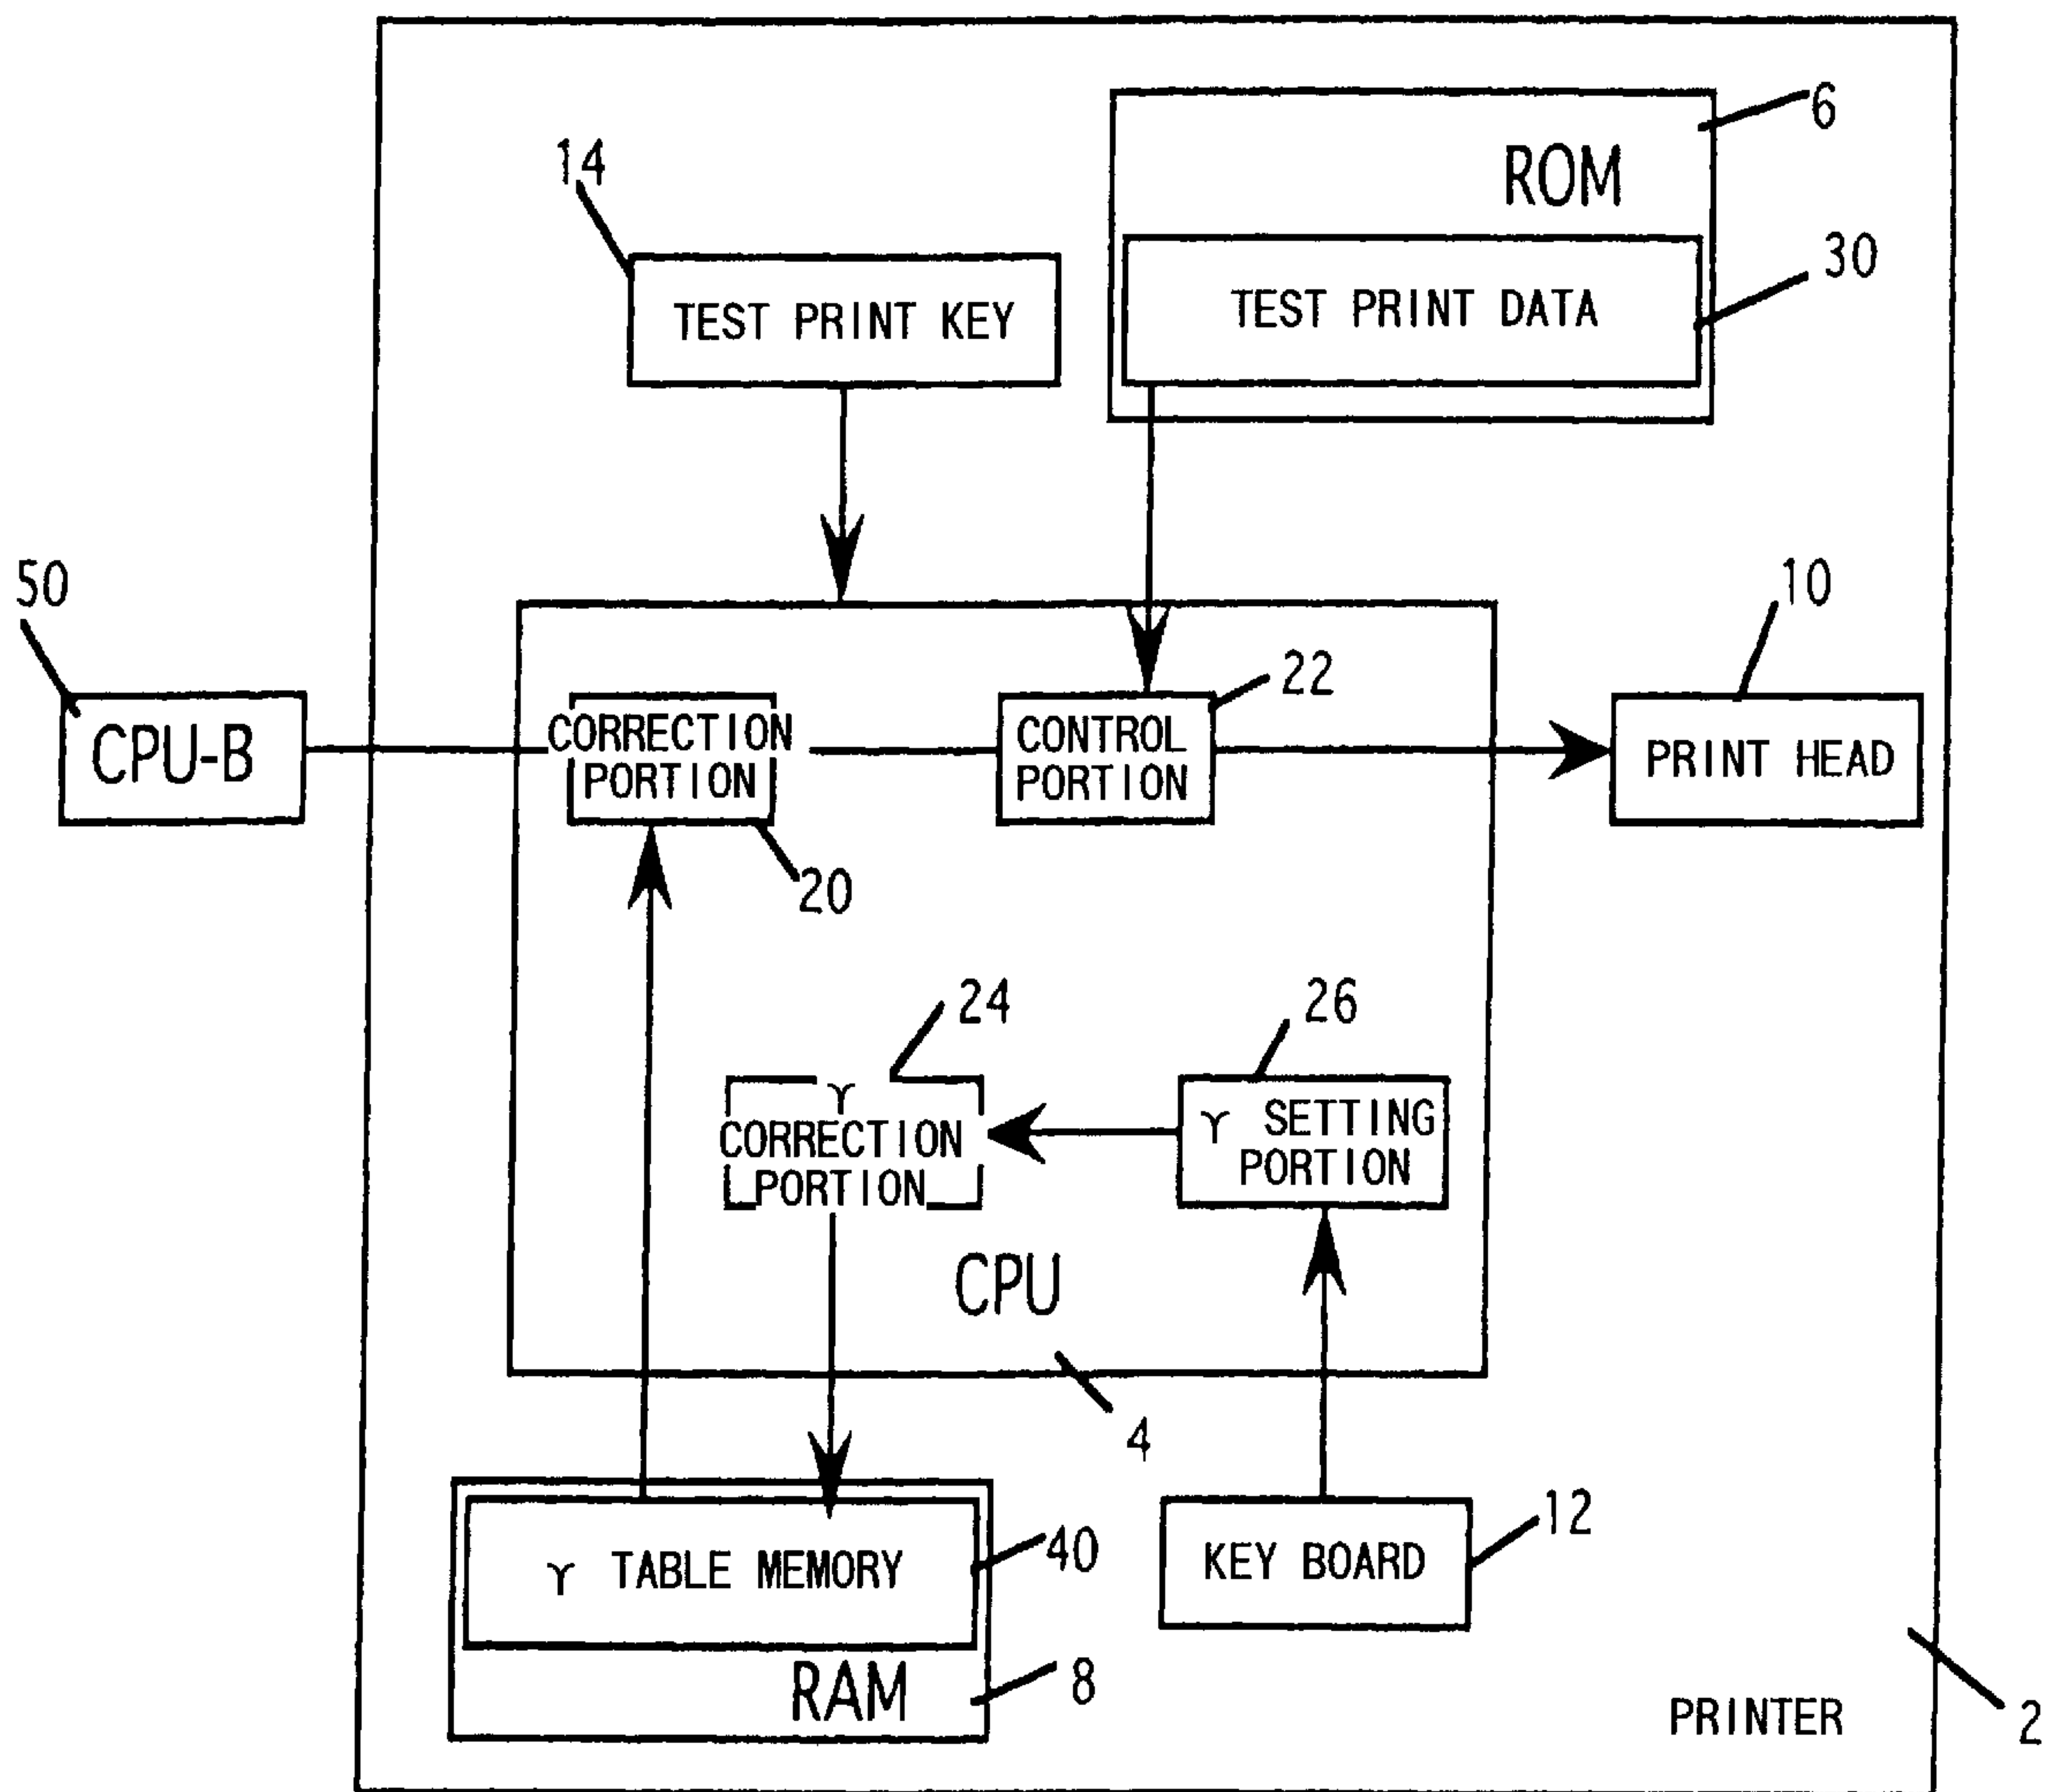 6
ROM
14
30
TEST PRINT KEY
TEST PRINT DATA
50
10
22
CPU-B
CORRECTION
PORTION
CONTROL
PORTION
PRINT HEAD
20
24
26
γ
CORRECTION
PORTION
γ SETTING
PORTION
CPU
4
γ TABLE MEMORY
40
KEY BOARD
12
RAM
8
PRINTER
2